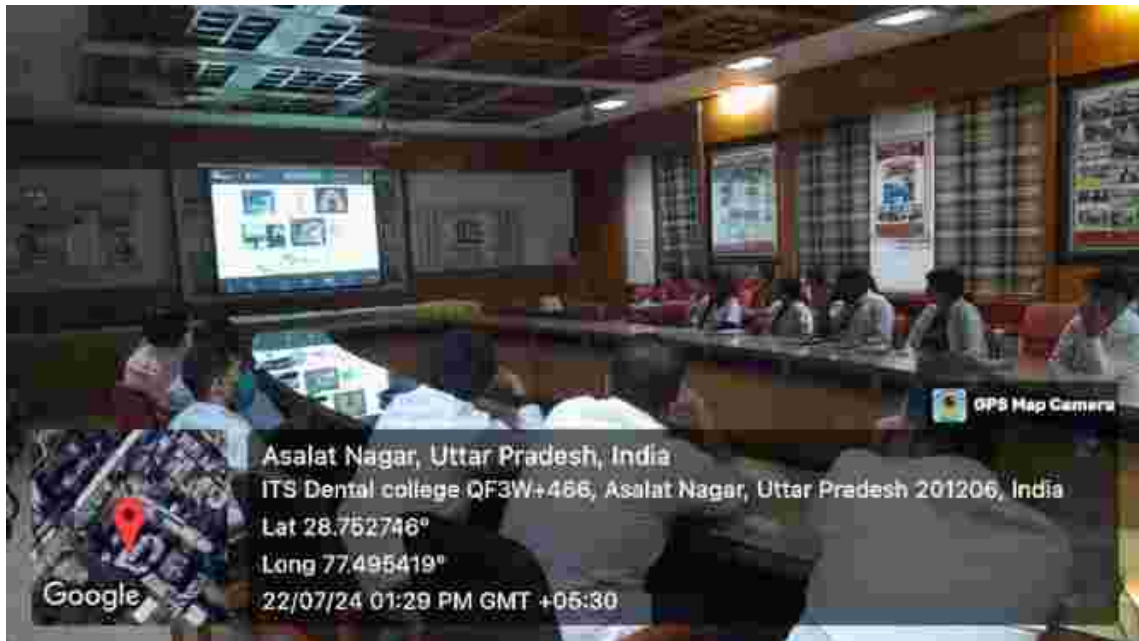 GPS Map Camera
Asalat Nagar, Uttar Pradesh, India
ITS Dental college QF3W+466, Asalat Nagar, Uttar Pradesh 201206, India
Lat 28.752746°
Long 77.495419°
22/07/24 01:29 PM GMT +05:30
Google